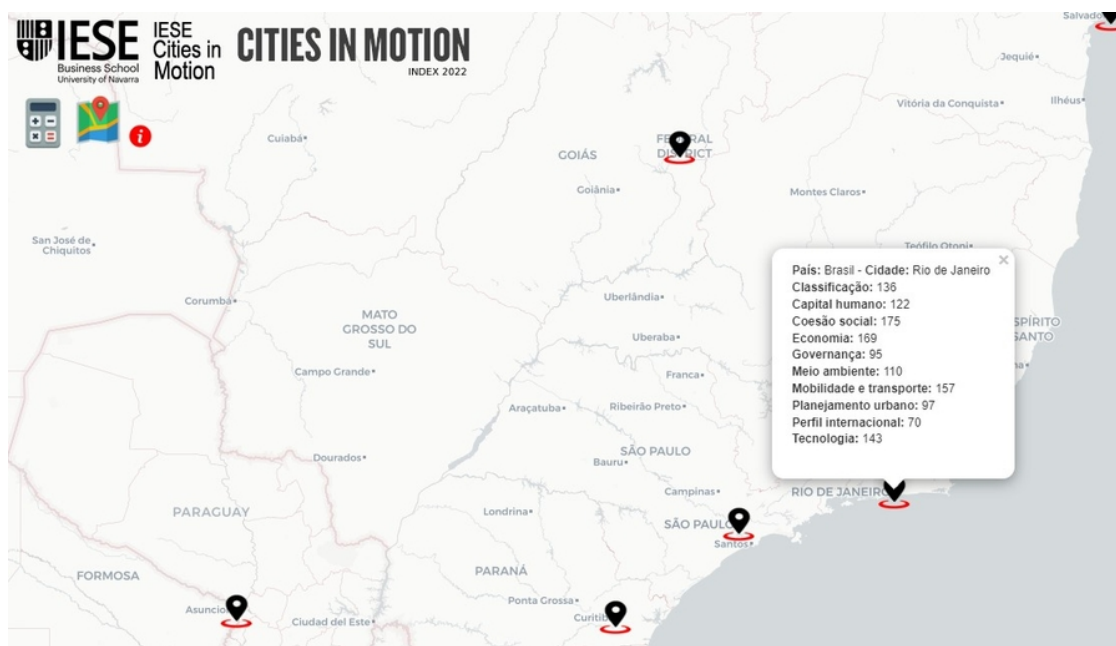 IESE
Business School
University of Navarra
IESE
Cities in
Motion
CITIES IN MOTION
INDEX 2022
i
Salvador
Jequié
Vitória da Conquista
Ilhéus
Cuiabá
GOIÁS
DISTRICT
Goiânia
Montes Claros
San José de
Chiquitos
Teófilo Otoni
País: Brasil - Cidade: Rio de Janeiro
Classificação: 136
Capital humano: 122
Coesão social: 175
Economia: 169
Governança: 95
Meio ambiente: 110
Mobilidade e transporte: 157
Planejamento urbano: 97
Perfil internacional: 70
Tecnologia: 143
Corumbá
Uberlândia
MATO
GROSSO DO
SUL
SPÍRITO
SANTO
Uberaba
Campo Grande
Franca
Araçatuba
Ribeirão Preto
SÃO PAULO
Bauru
Dourados
Campinas
RIO DE JANEIRO
PARAGUAY
Londrina
SÃO PAULO
Santos
FORMOSA
PARANÁ
Ponta Grossa
Asuncio
Ciudad del Este
Curitib